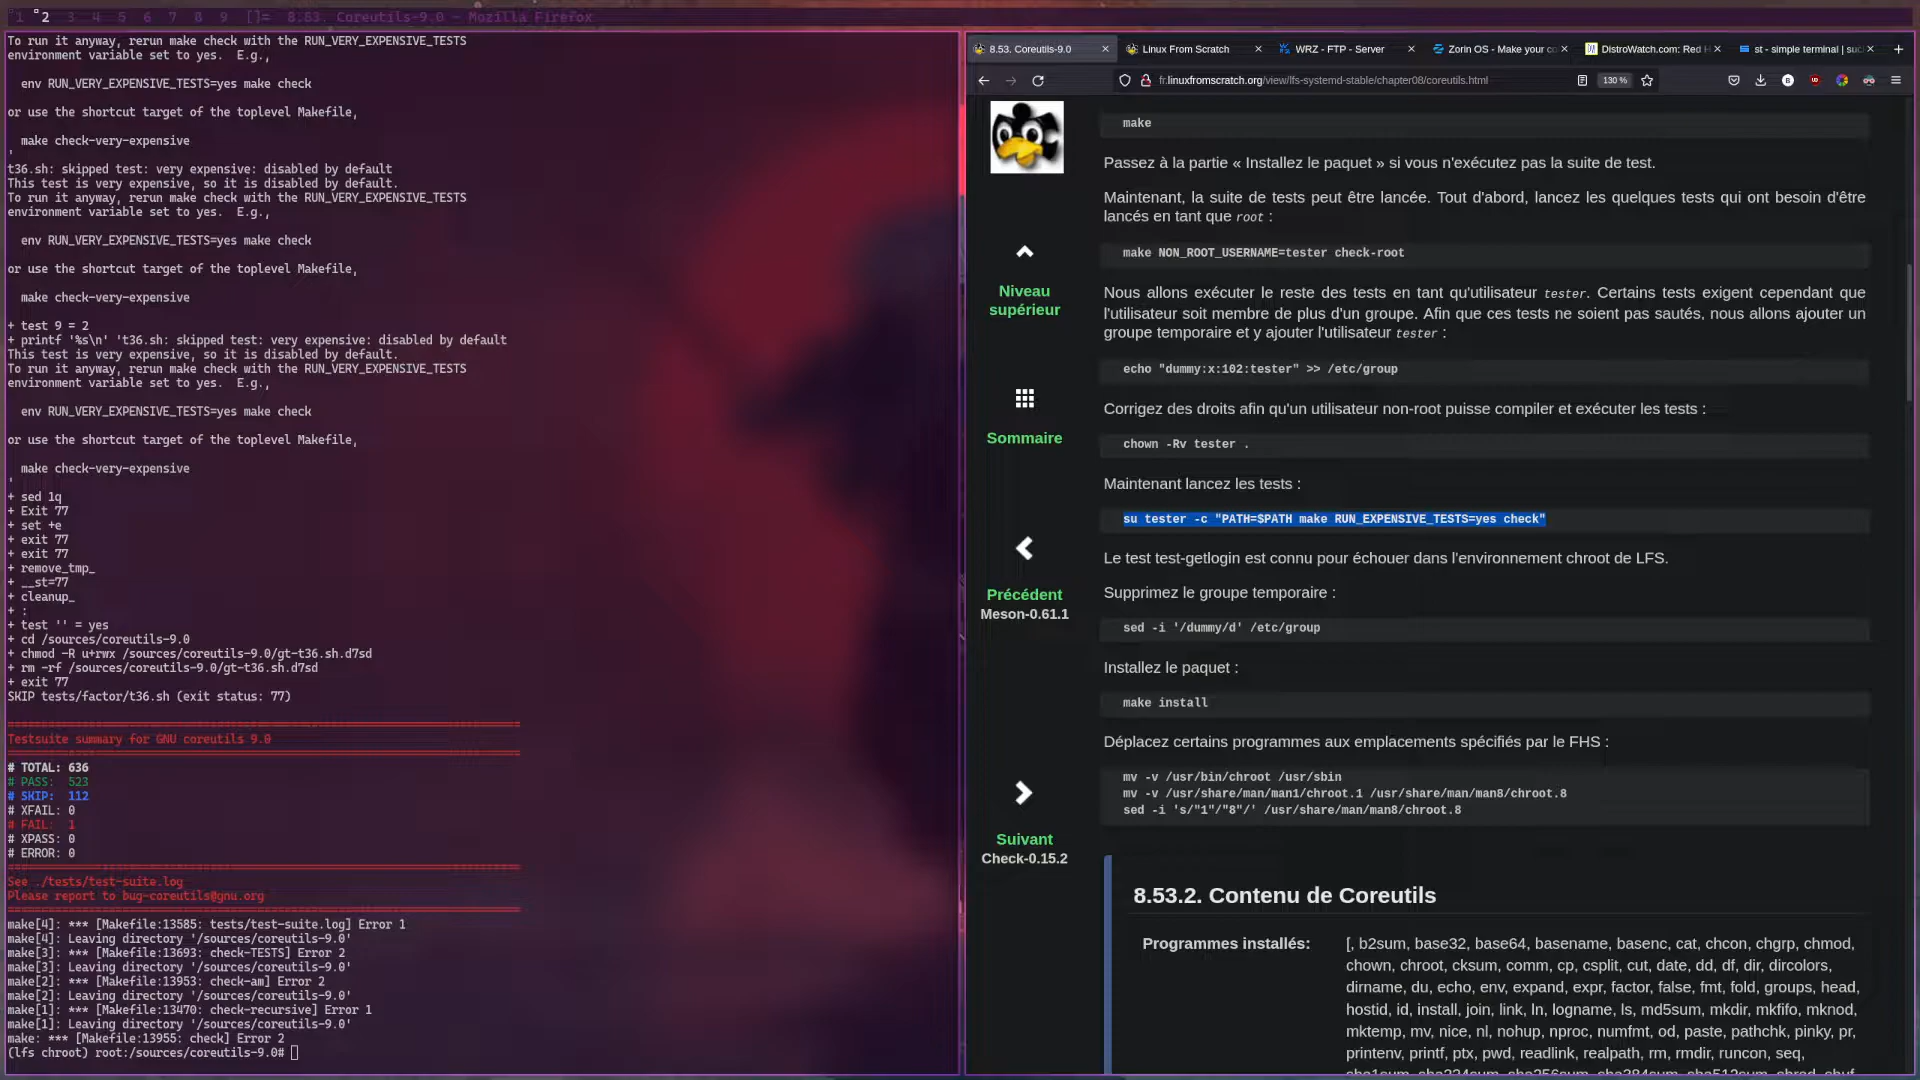 1 2 3 4 5 6 7 8 9 []= 8.53. Coreutils-9.0 — Mozilla Firefox
To run it anyway, rerun make check with the RUN_VERY_EXPENSIVE_TESTS
environment variable set to yes.  E.g.,
env RUN_VERY_EXPENSIVE_TESTS=yes make check
or use the shortcut target of the toplevel Makefile,
make check-very-expensive
'
t36.sh: skipped test: very expensive: disabled by default
This test is very expensive, so it is disabled by default.
To run it anyway, rerun make check with the RUN_VERY_EXPENSIVE_TESTS
environment variable set to yes.  E.g.,
env RUN_VERY_EXPENSIVE_TESTS=yes make check
or use the shortcut target of the toplevel Makefile,
make check-very-expensive
+ test 9 = 2
+ printf '%s\n' 't36.sh: skipped test: very expensive: disabled by default
This test is very expensive, so it is disabled by default.
To run it anyway, rerun make check with the RUN_VERY_EXPENSIVE_TESTS
environment variable set to yes.  E.g.,
env RUN_VERY_EXPENSIVE_TESTS=yes make check
or use the shortcut target of the toplevel Makefile,
make check-very-expensive
'
+ sed 1q
+ Exit 77
+ set +e
+ exit 77
+ exit 77
+ remove_tmp_
+ __st=77
+ cleanup_
+ :
+ test '' = yes
+ cd /sources/coreutils-9.0
+ chmod -R u+rwx /sources/coreutils-9.0/gt-t36.sh.d7sd
+ rm -rf /sources/coreutils-9.0/gt-t36.sh.d7sd
+ exit 77
SKIP tests/factor/t36.sh (exit status: 77)
============================================================================
Testsuite summary for GNU coreutils 9.0
============================================================================
# TOTAL: 636
# PASS:  523
# SKIP:  112
# XFAIL: 0
# FAIL:  1
# XPASS: 0
# ERROR: 0
============================================================================
See ./tests/test-suite.log
Please report to bug-coreutils@gnu.org
============================================================================
make[4]: *** [Makefile:13585: tests/test-suite.log] Error 1
make[4]: Leaving directory '/sources/coreutils-9.0'
make[3]: *** [Makefile:13693: check-TESTS] Error 2
make[3]: Leaving directory '/sources/coreutils-9.0'
make[2]: *** [Makefile:13953: check-am] Error 2
make[2]: Leaving directory '/sources/coreutils-9.0'
make[1]: *** [Makefile:13470: check-recursive] Error 1
make[1]: Leaving directory '/sources/coreutils-9.0'
make: *** [Makefile:13955: check] Error 2
(lfs chroot) root:/sources/coreutils-9.0#
8.53. Coreutils-9.0 Linux From Scratch WRZ - FTP - Server Zorin OS - Make your co DistroWatch.com: Red H st - simple terminal | suc
fr.linuxfromscratch.org/view/lfs-systemd-stable/chapter08/coreutils.html 130 %
make
Passez à la partie « Installez le paquet » si vous n'exécutez pas la suite de test.
Maintenant, la suite de tests peut être lancée. Tout d'abord, lancez les quelques tests qui ont besoin d'être
lancés en tant que root :
make NON_ROOT_USERNAME=tester check-root
Niveau
supérieur
Nous allons exécuter le reste des tests en tant qu'utilisateur tester. Certains tests exigent cependant que
l'utilisateur soit membre de plus d'un groupe. Afin que ces tests ne soient pas sautés, nous allons ajouter un
groupe temporaire et y ajouter l'utilisateur tester :
echo "dummy:x:102:tester" >> /etc/group
Corrigez des droits afin qu'un utilisateur non-root puisse compiler et exécuter les tests :
Sommaire
chown -Rv tester .
Maintenant lancez les tests :
su tester -c "PATH=$PATH make RUN_EXPENSIVE_TESTS=yes check"
Le test test-getlogin est connu pour échouer dans l'environnement chroot de LFS.
Précédent
Meson-0.61.1
Supprimez le groupe temporaire :
sed -i '/dummy/d' /etc/group
Installez le paquet :
make install
Déplacez certains programmes aux emplacements spécifiés par le FHS :
mv -v /usr/bin/chroot /usr/sbin
mv -v /usr/share/man/man1/chroot.1 /usr/share/man/man8/chroot.8
sed -i 's/"1"/"8"/' /usr/share/man/man8/chroot.8
Suivant
Check-0.15.2
8.53.2. Contenu de Coreutils
Programmes installés: [, b2sum, base32, base64, basename, basenc, cat, chcon, chgrp, chmod,
chown, chroot, cksum, comm, cp, csplit, cut, date, dd, df, dir, dircolors,
dirname, du, echo, env, expand, expr, factor, false, fmt, fold, groups, head,
hostid, id, install, join, link, ln, logname, ls, md5sum, mkdir, mkfifo, mknod,
mktemp, mv, nice, nl, nohup, nproc, numfmt, od, paste, pathchk, pinky, pr,
printenv, printf, ptx, pwd, readlink, realpath, rm, rmdir, runcon, seq,
sha1sum, sha224sum, sha256sum, sha384sum, sha512sum, shred, shuf,